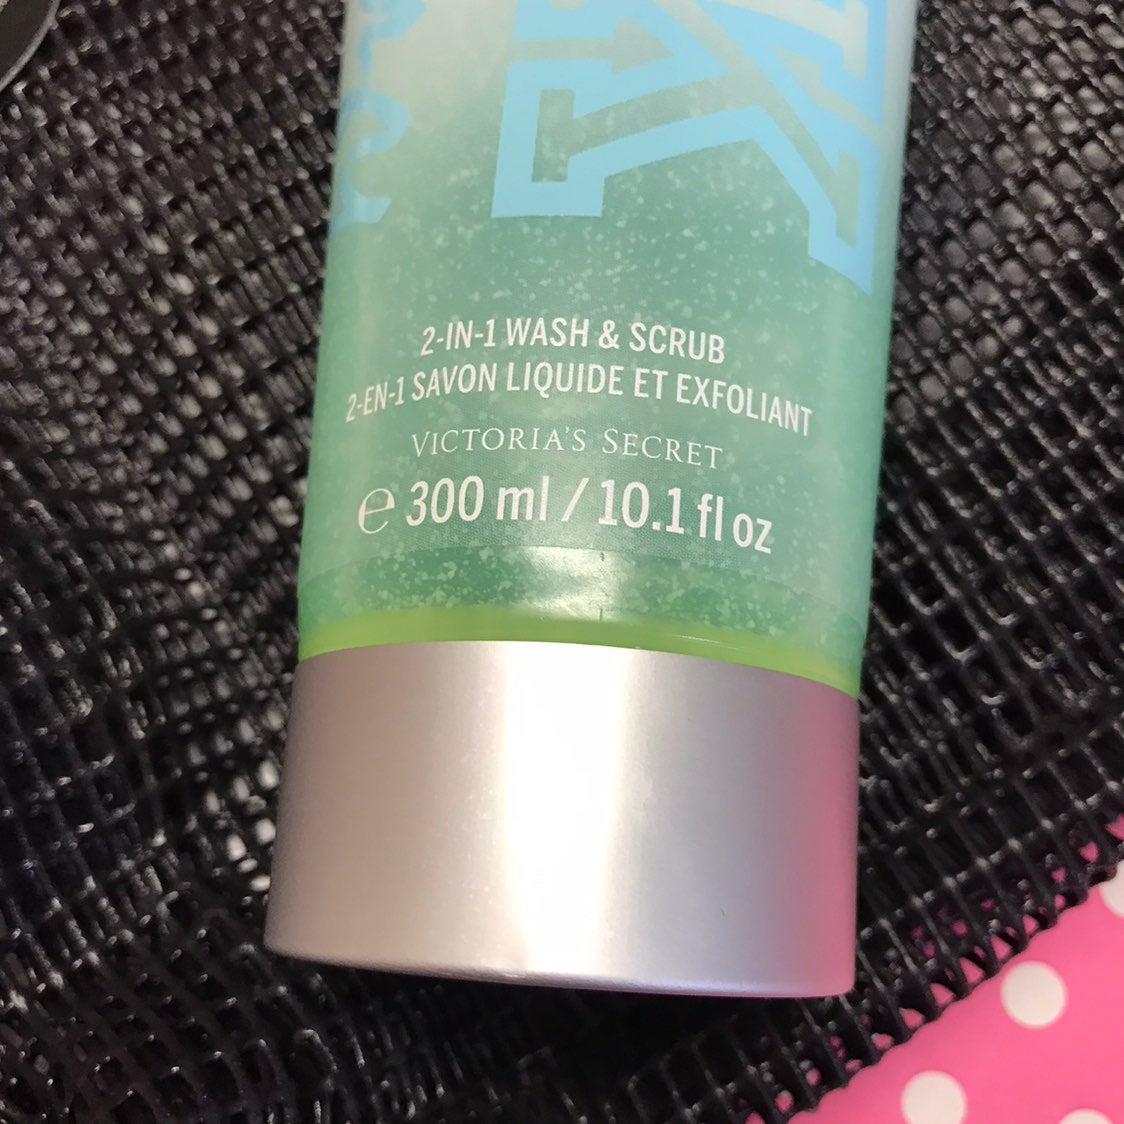 2-IN-1 WASH & SCRUB
2-EN-1 SAVON LIQUIDE ET EXFOLIANT
VICTORIA'S SECRET
℮ 300 ml / 10.1 fl oz